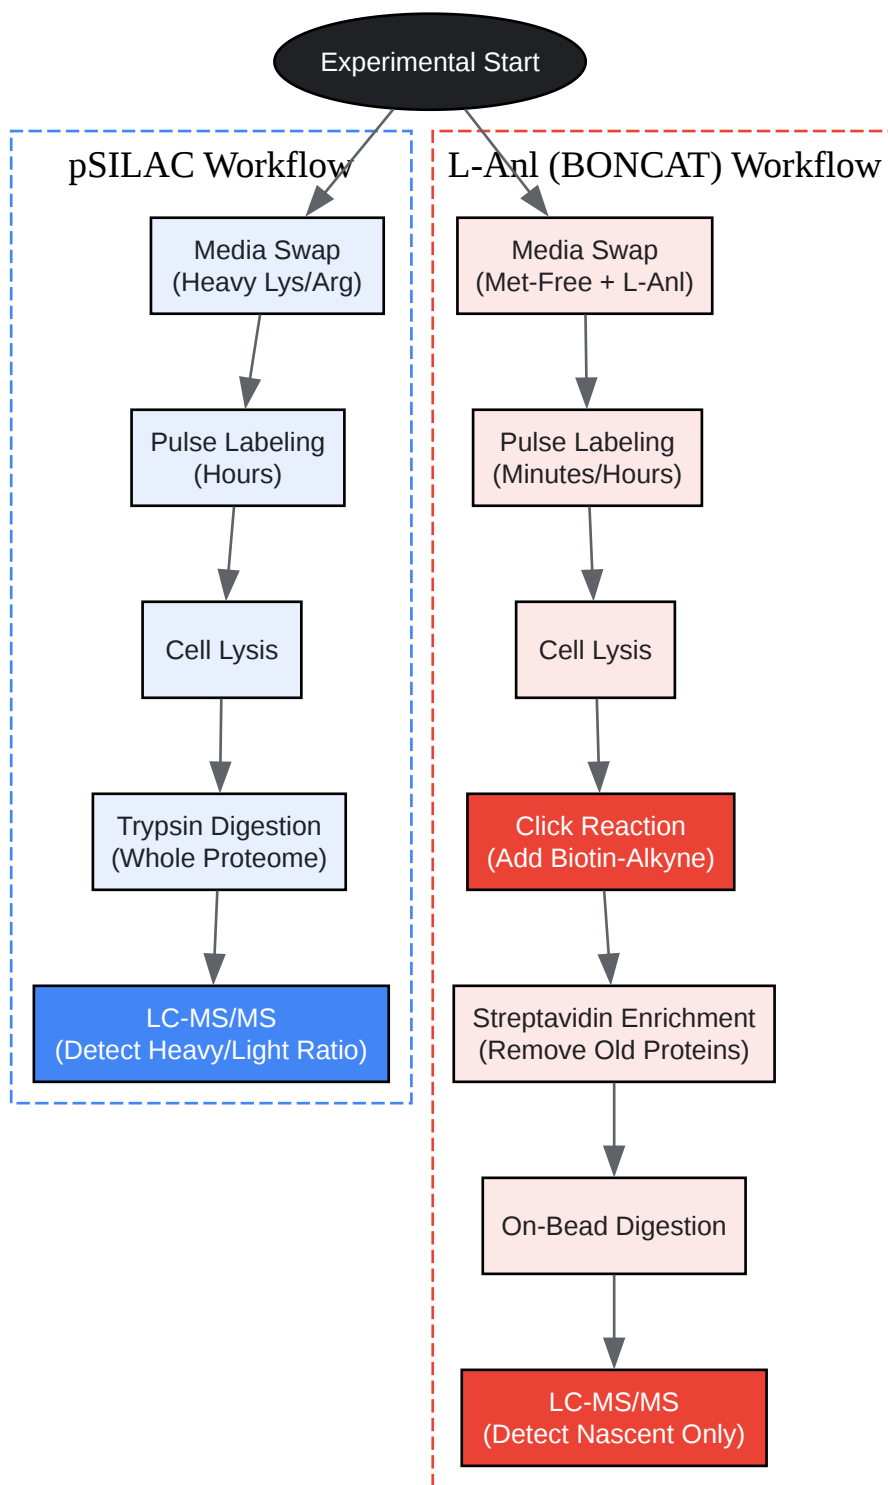 Experimental Start
pSILAC Workflow
Media Swap
(Heavy Lys/Arg)
Pulse Labeling
(Hours)
Cell Lysis
Trypsin Digestion
(Whole Proteome)
LC-MS/MS
(Detect Heavy/Light Ratio)
L-Anl (BONCAT) Workflow
Media Swap
(Met-Free + L-Anl)
Pulse Labeling
(Minutes/Hours)
Cell Lysis
Click Reaction
(Add Biotin-Alkyne)
Streptavidin Enrichment
(Remove Old Proteins)
On-Bead Digestion
LC-MS/MS
(Detect Nascent Only)